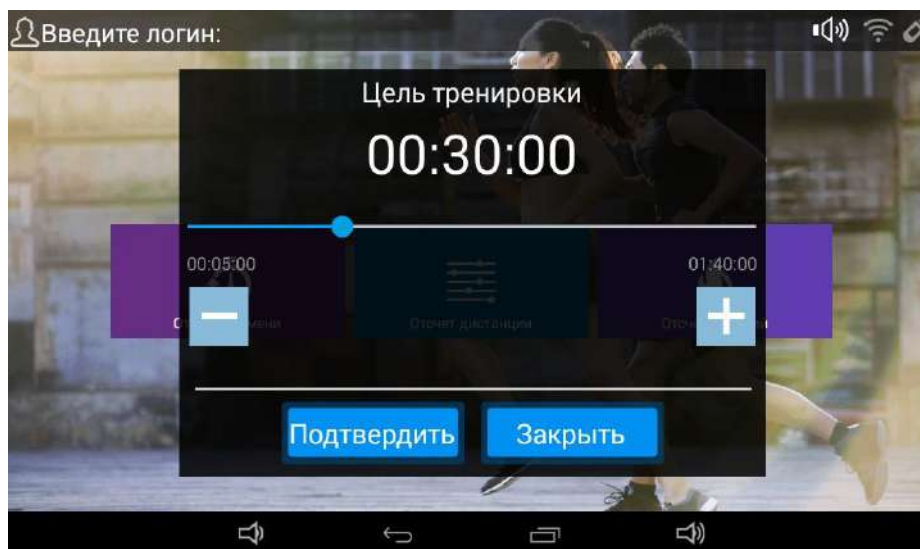 Введите логин:
Цель тренировки
00:30:00
00:05:00
01:40:00
Отсчет дистанции
Подтвердить
Закрыть